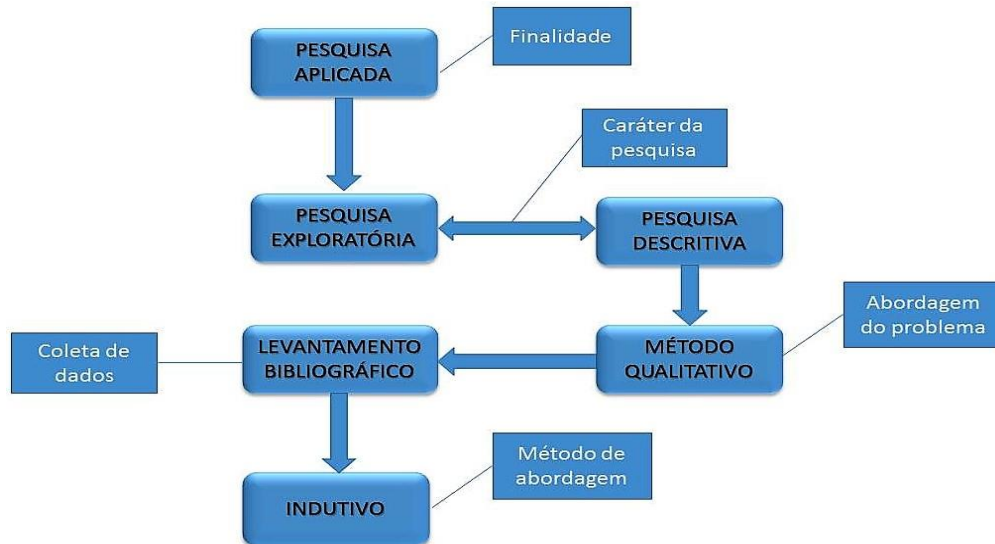 PESQUISA
APLICADA
Finalidade
Caráter da
pesquisa
PESQUISA
EXPLORATÓRIA
PESQUISA
DESCRITIVA
Abordagem
do problema
MÉTODO
QUALITATIVO
LEVANTAMENTO
BIBLIOGRÁFICO
Coleta de
dados
Método de
abordagem
INDUTIVO